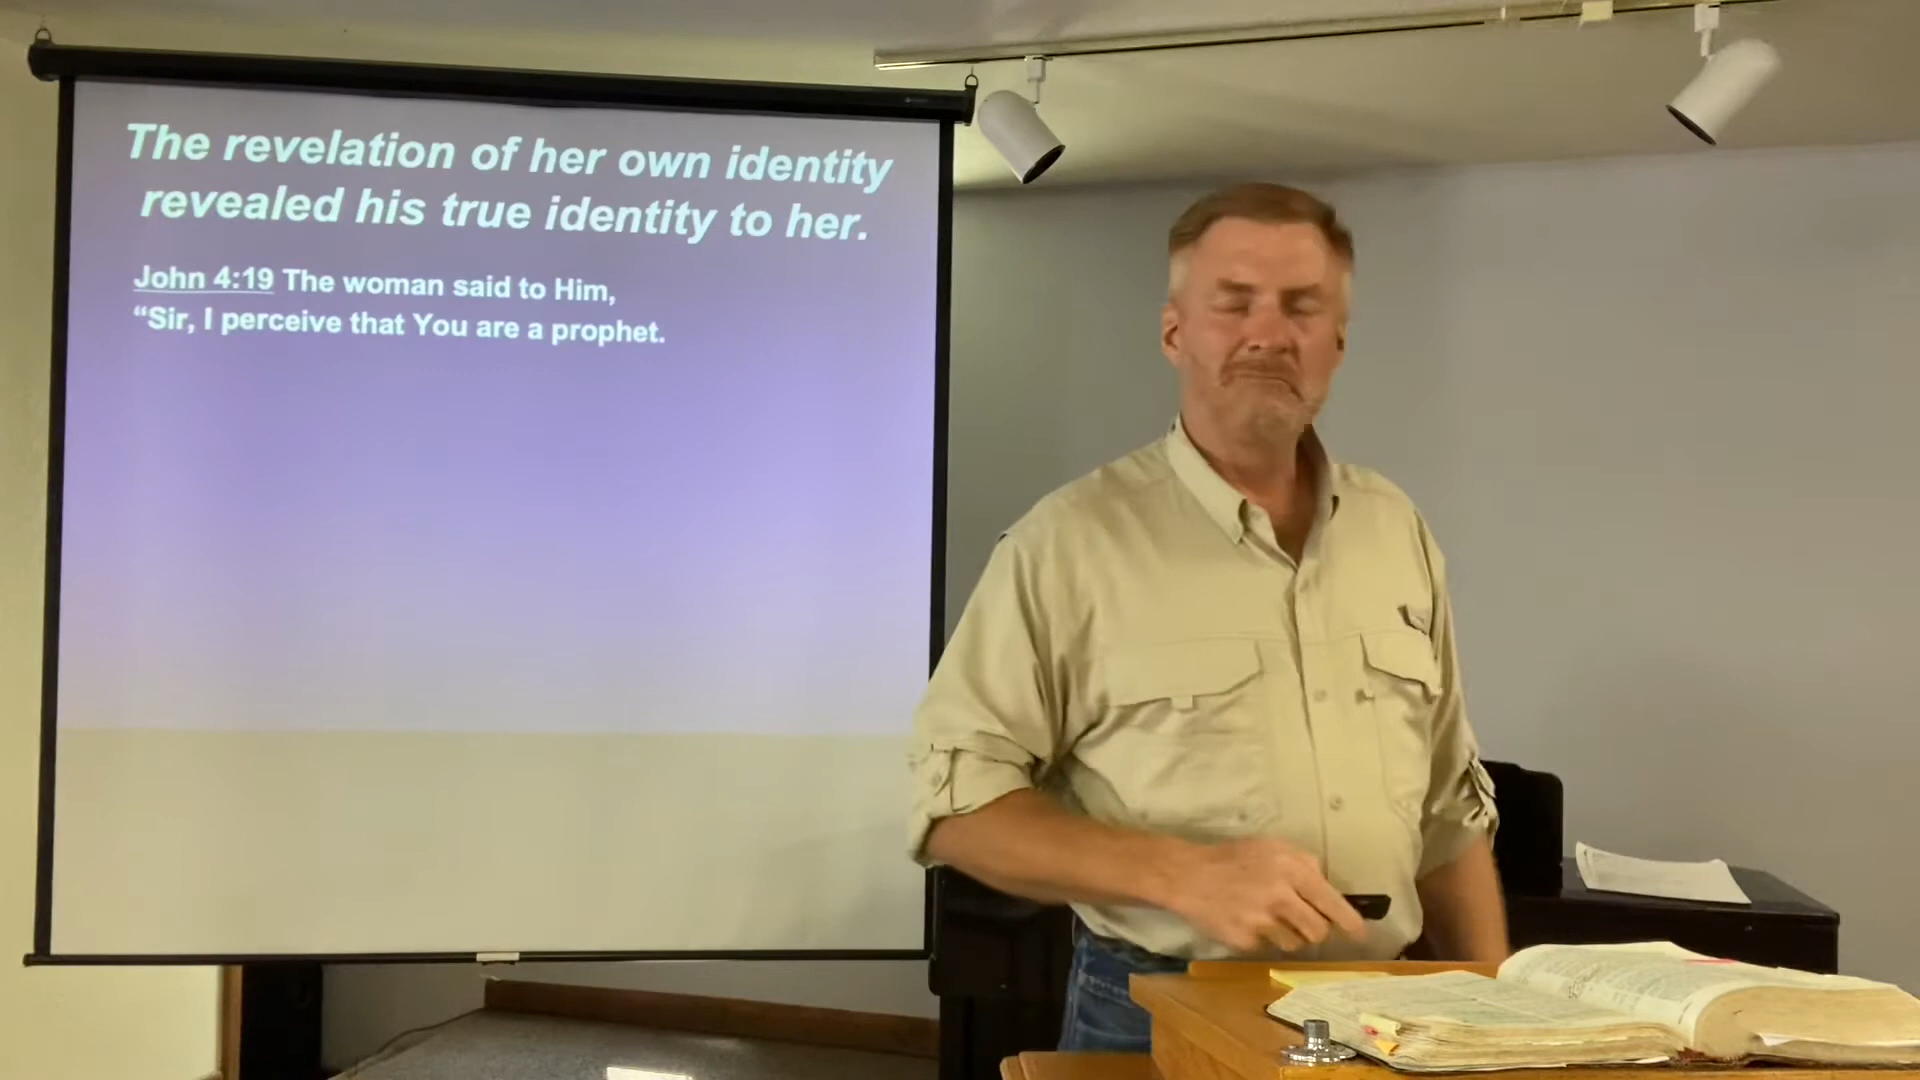 The revelation of her own identity
revealed his true identity to her.
John 4:19 The woman said to Him,
“Sir, I perceive that You are a prophet.